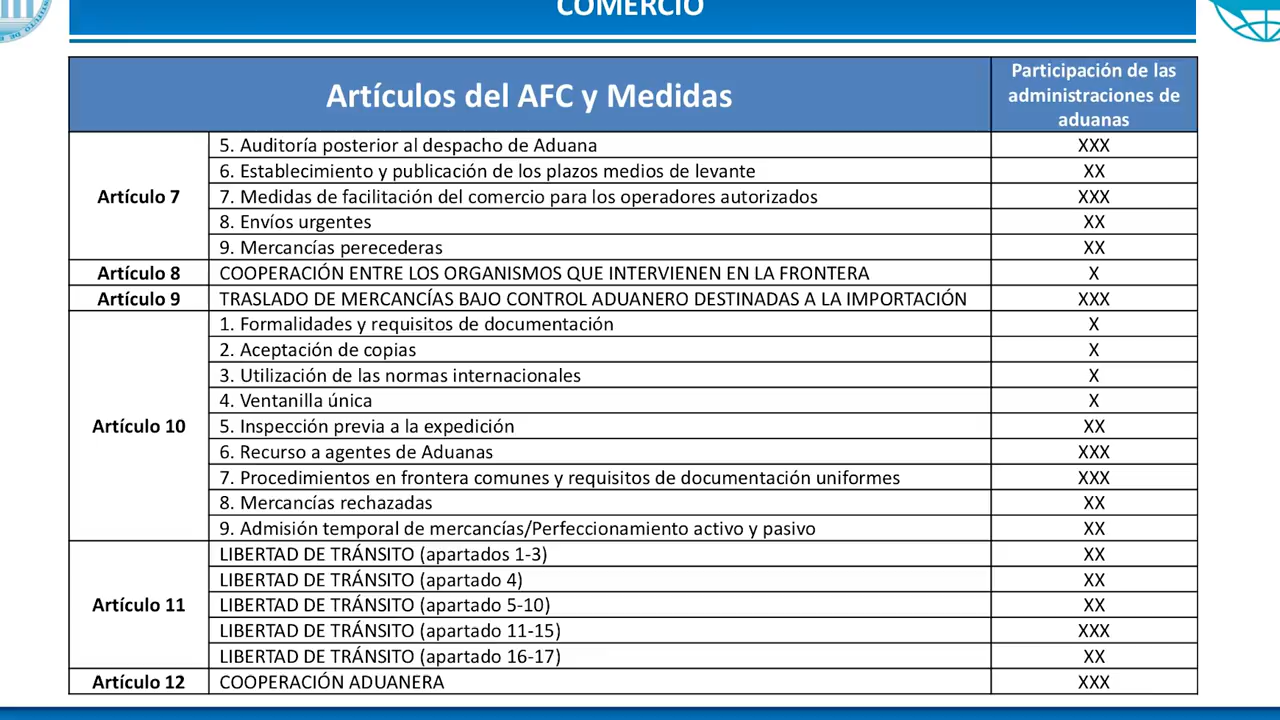 COMERCIO
Artículos del AFC y Medidas
Participación de las
administraciones de
aduanas
Artículo 7
5. Auditoría posterior al despacho de Aduana XXX
6. Establecimiento y publicación de los plazos medios de levante XX
7. Medidas de facilitación del comercio para los operadores autorizados XXX
8. Envíos urgentes XX
9. Mercancías perecederas XX
Artículo 8 COOPERACIÓN ENTRE LOS ORGANISMOS QUE INTERVIENEN EN LA FRONTERA X
Artículo 9 TRASLADO DE MERCANCÍAS BAJO CONTROL ADUANERO DESTINADAS A LA IMPORTACIÓN XXX
Artículo 10
1. Formalidades y requisitos de documentación X
2. Aceptación de copias X
3. Utilización de las normas internacionales X
4. Ventanilla única X
5. Inspección previa a la expedición XX
6. Recurso a agentes de Aduanas XXX
7. Procedimientos en frontera comunes y requisitos de documentación uniformes XXX
8. Mercancías rechazadas XX
9. Admisión temporal de mercancías/Perfeccionamiento activo y pasivo XX
Artículo 11
LIBERTAD DE TRÁNSITO (apartados 1-3) XX
LIBERTAD DE TRÁNSITO (apartado 4) XX
LIBERTAD DE TRÁNSITO (apartado 5-10) XX
LIBERTAD DE TRÁNSITO (apartado 11-15) XXX
LIBERTAD DE TRÁNSITO (apartado 16-17) XX
Artículo 12 COOPERACIÓN ADUANERA XXX